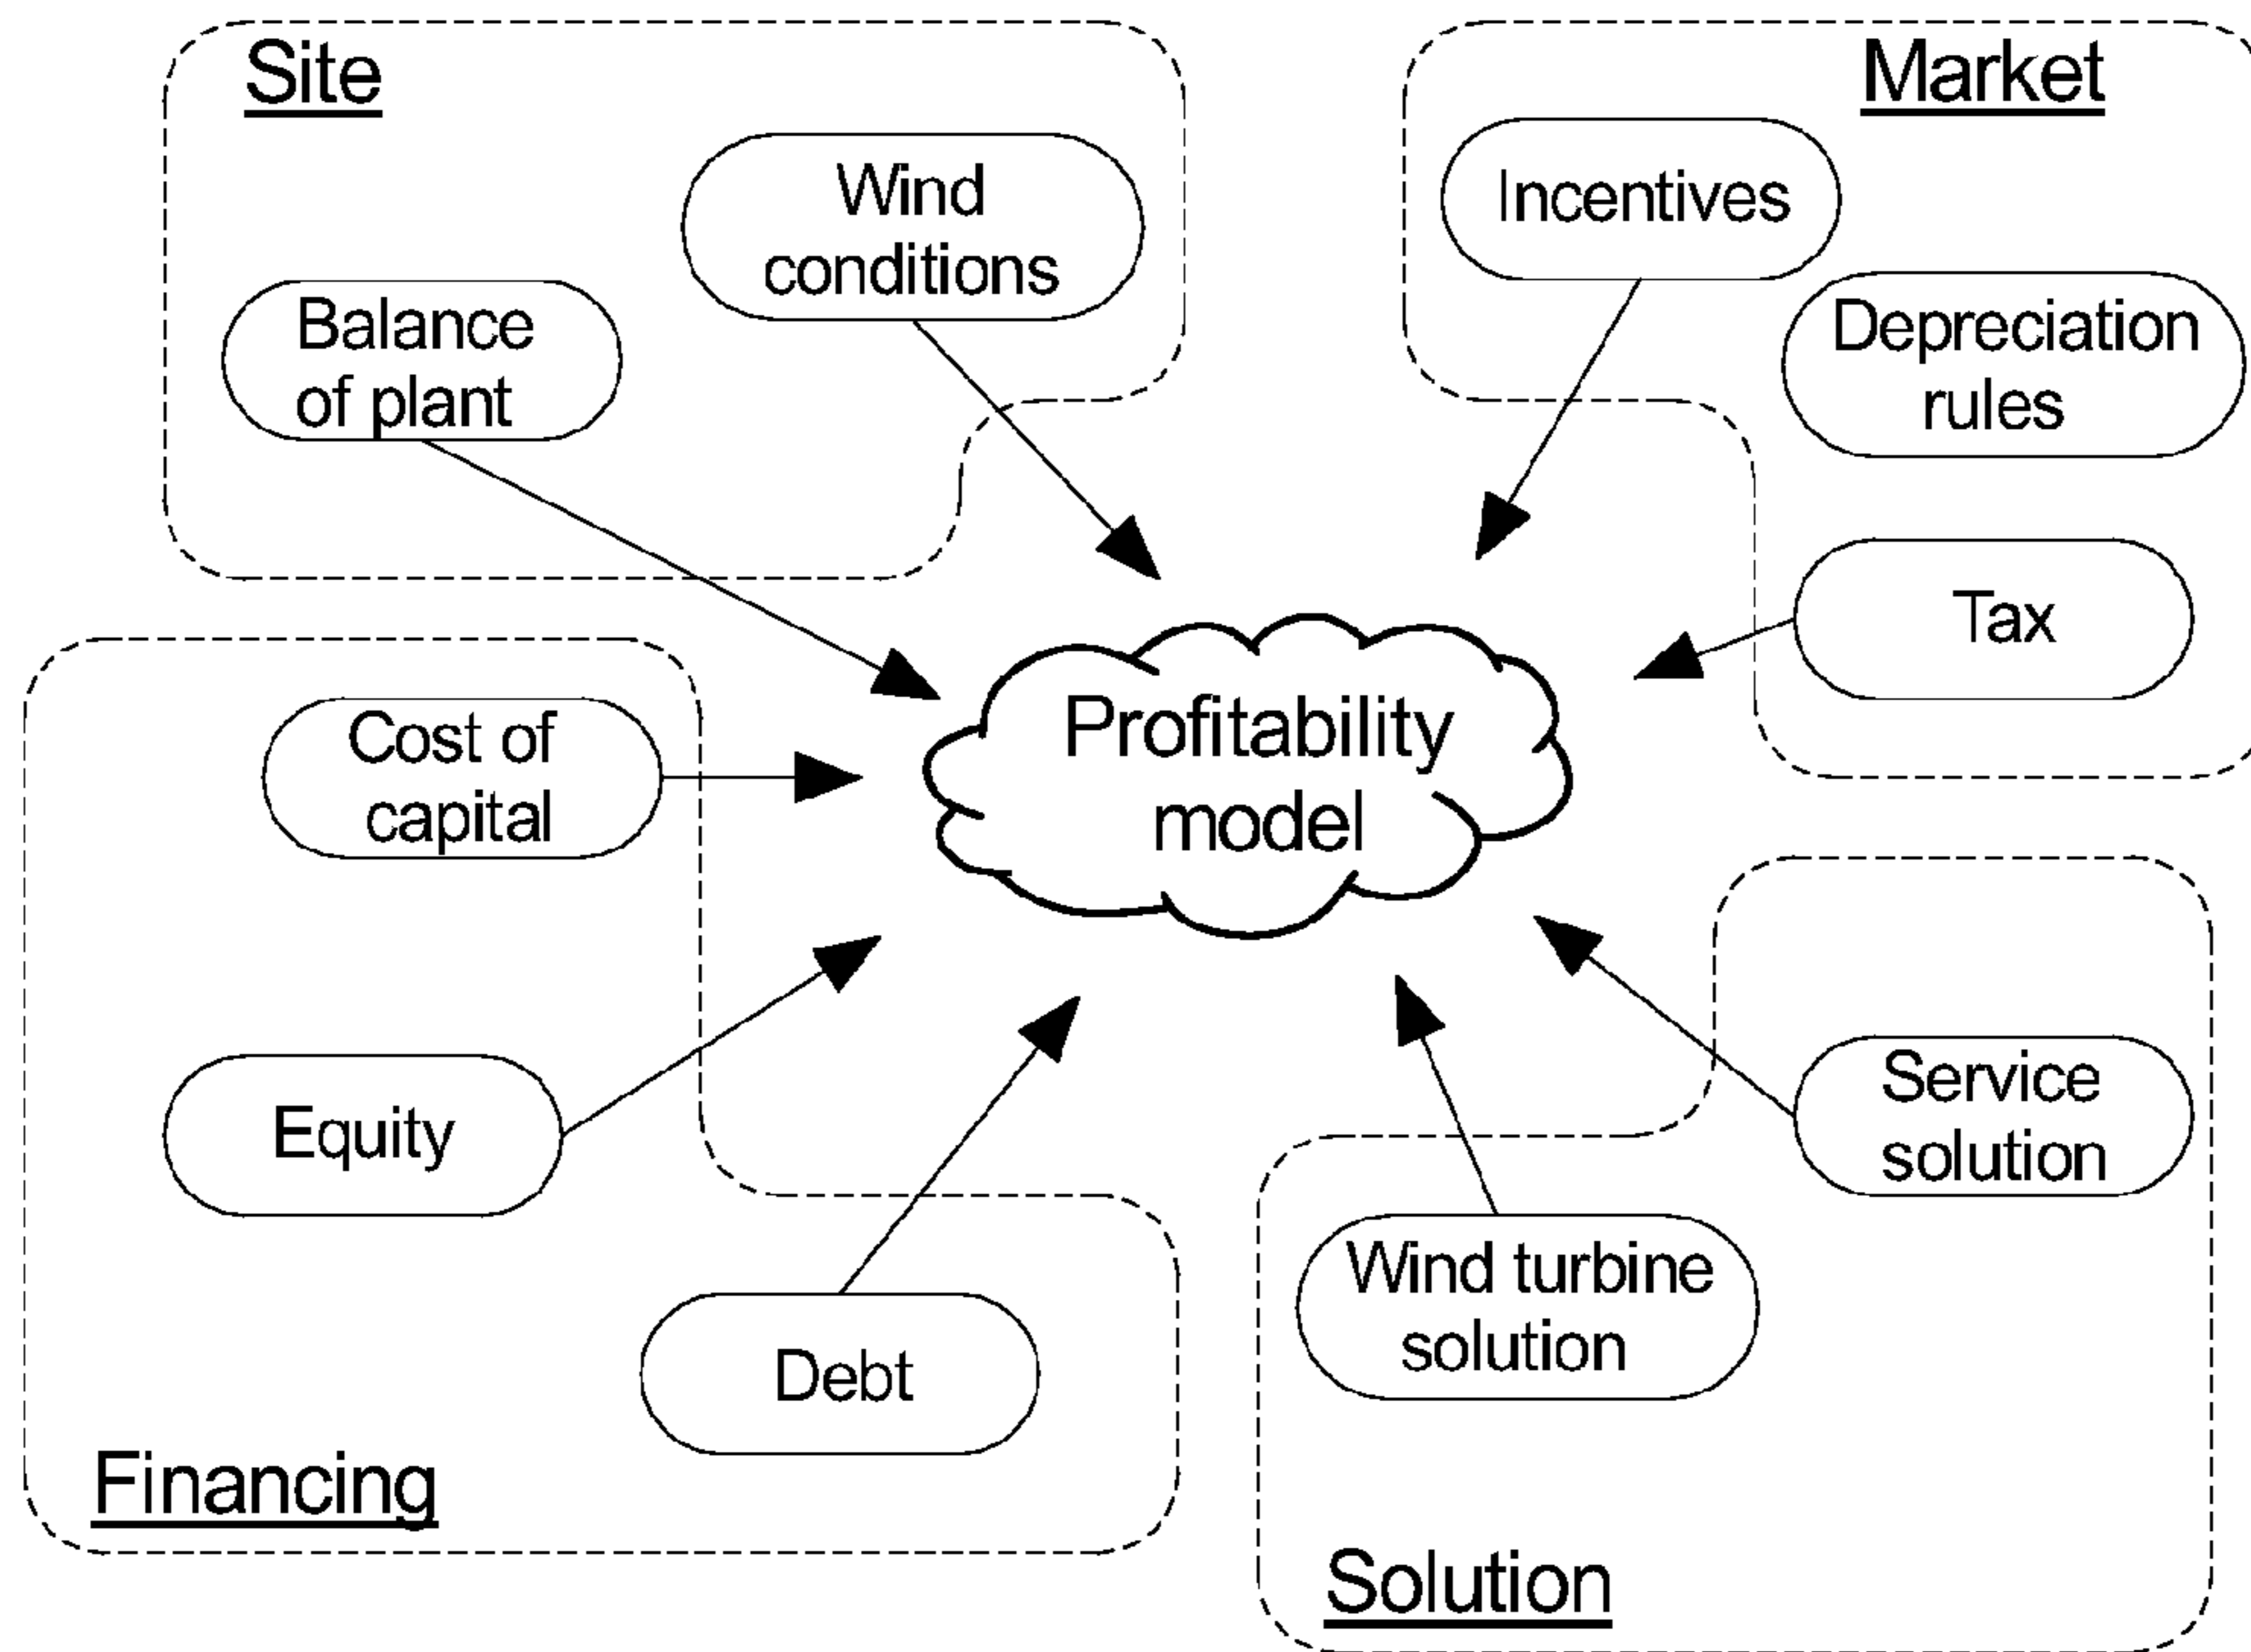 Site
Market
Wind
conditions
Incentives
Balance
of plant
Depreciation
rules
Tax
Cost of
capital
Profitability
model
Equity
Service
solution
Wind turbine
solution
Debt
Financing
Solution